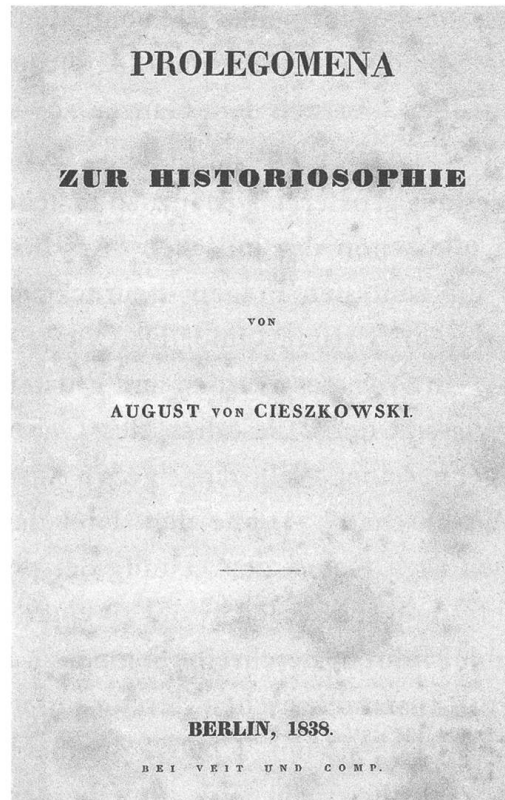 PROLEGOMENA
ZUR HISTORIOSOPHIE
VON
AUGUST VON CIESZKOWSKI.
BERLIN, 1838.
BEI VEIT UND COMP.